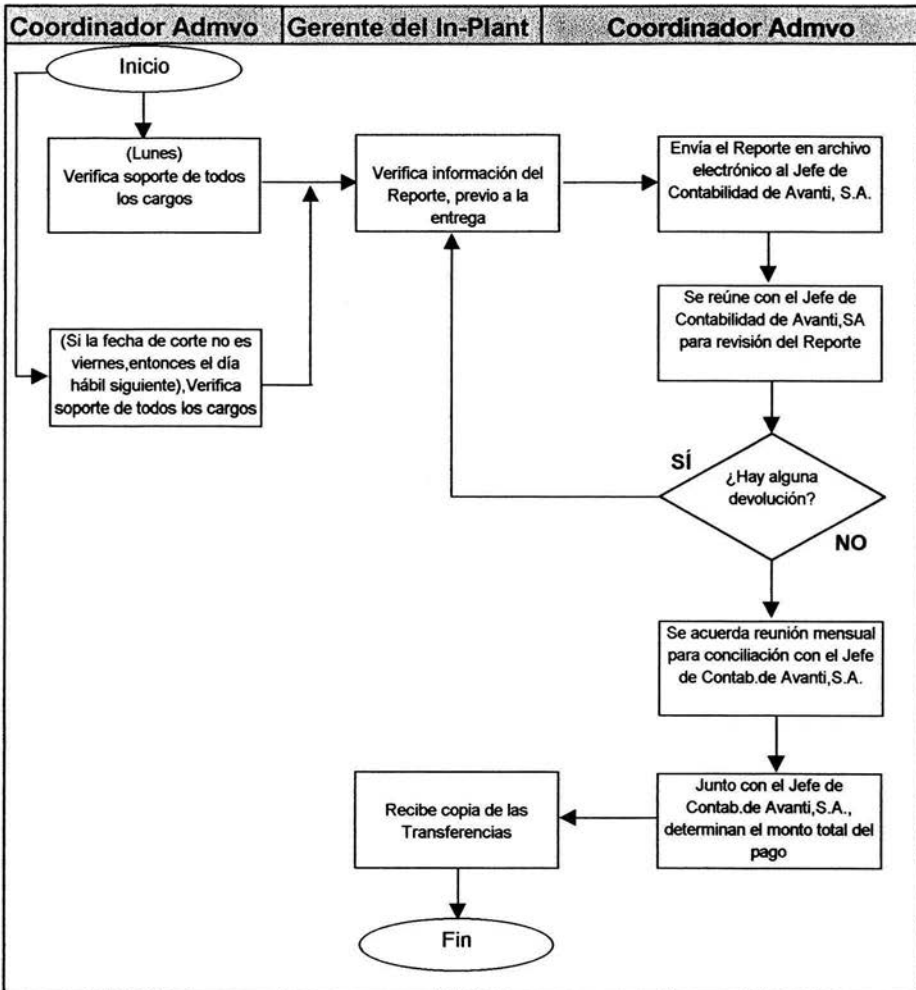 Coordinador Admvo
Gerente del In-Plant
Coordinador Admvo
Inicio
(Lunes)
Verifica soporte de todos
los cargos
Verifica información del
Reporte, previo a la
entrega
Envía el Reporte en archivo
electrónico al Jefe de
Contabilidad de Avanti, S.A.
Se reúne con el Jefe de
Contabilidad de Avanti,SA
para revisión del Reporte
(Si la fecha de corte no es
viernes,entonces el día
hábil siguiente),Verifica
soporte de todos los cargos
SÍ
¿Hay alguna
devolución?
NO
Se acuerda reunión mensual
para conciliación con el Jefe
de Contab.de Avanti,S.A.
Junto con el Jefe de
Contab.de Avanti,S.A.,
determinan el monto total del
pago
Recibe copia de las
Transferencias
Fin